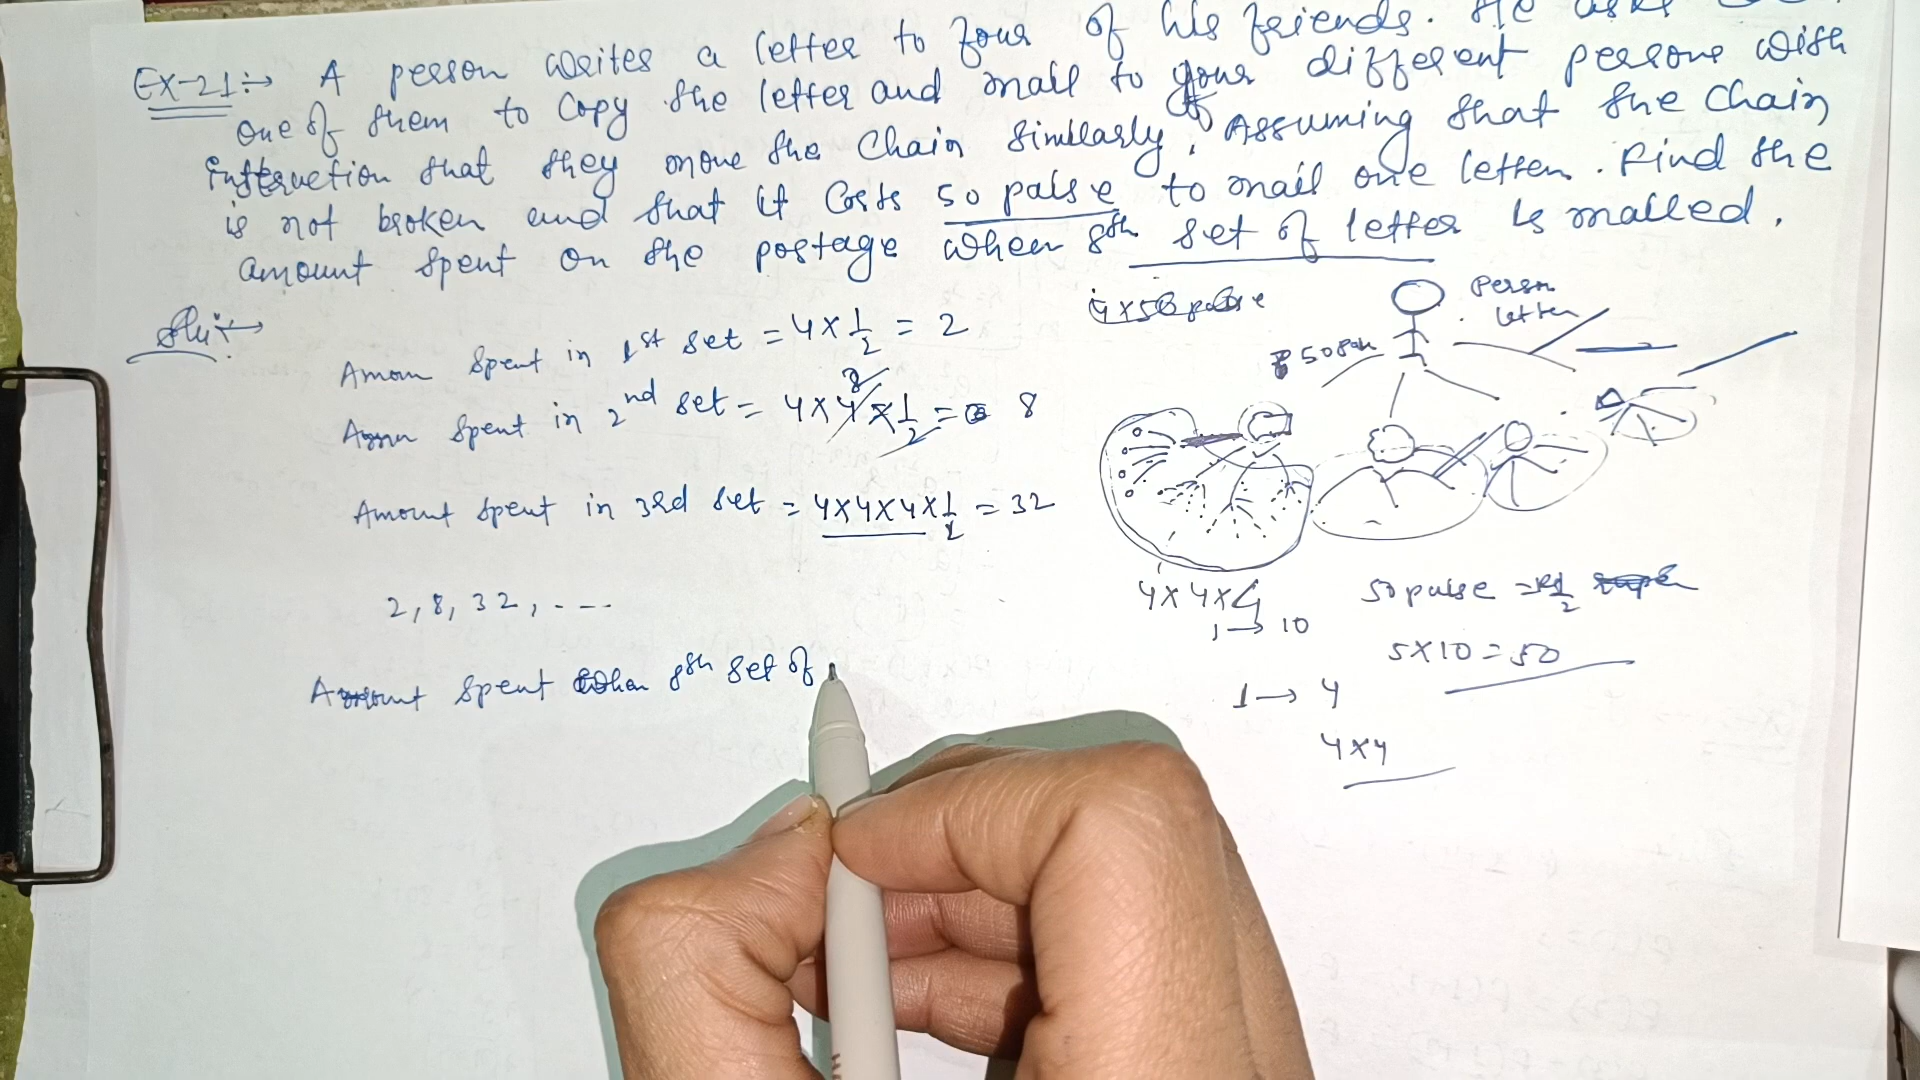 Ex-21:→ A person writes a letter to four of his friends. He asks
one of them to copy the letter and mail to four different persons with
instruction that they move the chain similarly. Assuming that the chain
is not broken and that it costs 50 paise to mail one letter. Find the
amount spent on the postage when 8th set of letter is mailed.
Person
letter
50
Amoun spent in 1st set = 4 × 1/2 = 2
spent in 2nd set = 4×4×1/2 = 8
8
Amount spent in 3rd set = 4×4×4×1/2 = 32
4×4×4
1 → 10
50 paise = 1/2
5×10=50
2, 8, 32, ----
Amount spent when 8th set of
1 → 4
4×4